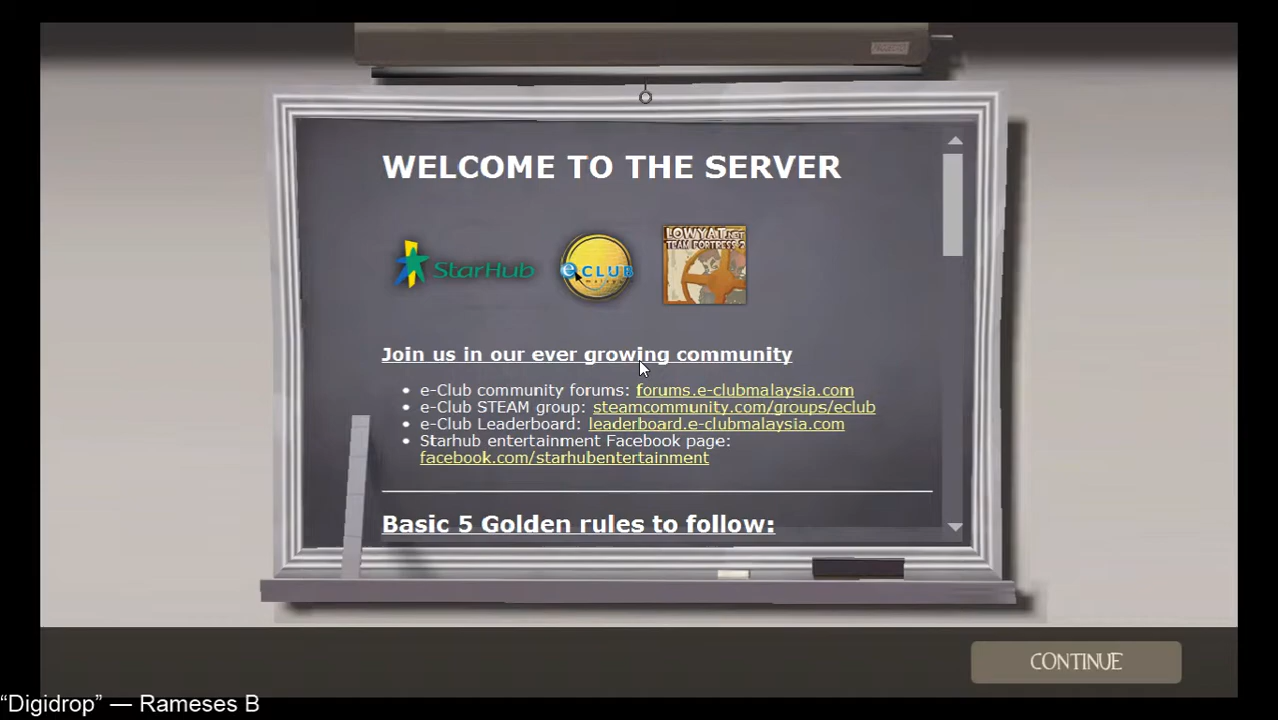 WELCOME TO THE SERVER
StarHub
eCLUB
LOWYAT.NET
TEAM FORTRESS 2
Join us in our ever growing community
• e-Club community forums: forums.e-clubmalaysia.com
• e-Club STEAM group: steamcommunity.com/groups/eclub
• e-Club Leaderboard: leaderboard.e-clubmalaysia.com
• Starhub entertainment Facebook page:
facebook.com/starhubentertainment
Basic 5 Golden rules to follow:
CONTINUE
“Digidrop” — Rameses B